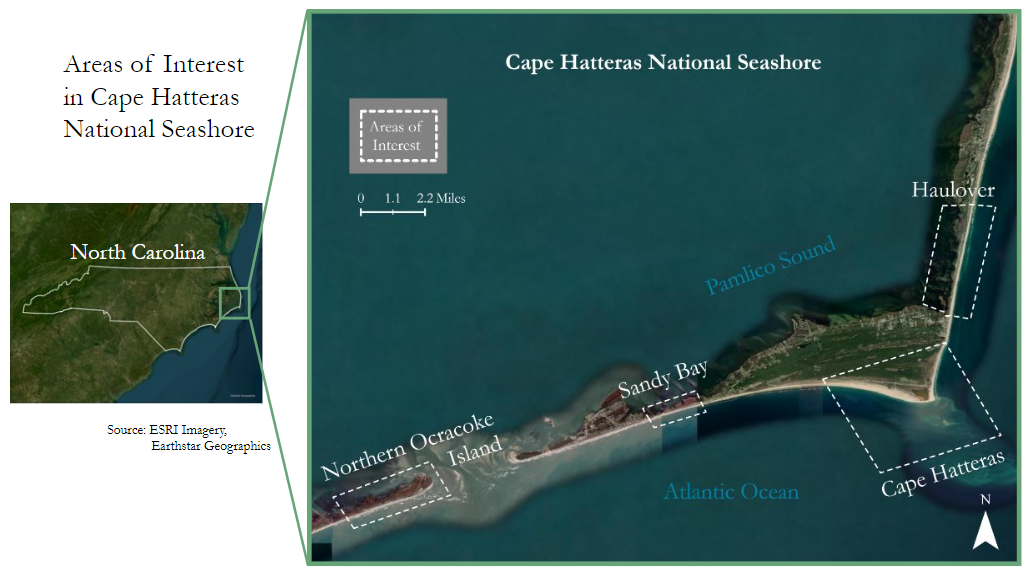 Areas of Interest
in Cape Hatteras
National Seashore
North Carolina
Source: ESRI Imagery,
Earthstar Geographics
Cape Hatteras National Seashore
Areas of
Interest
0 1.1 2.2 Miles
Haulover
Pamlico Sound
Sandy Bay
Northern Ocracoke
Island
Cape Hatteras
Atlantic Ocean
N